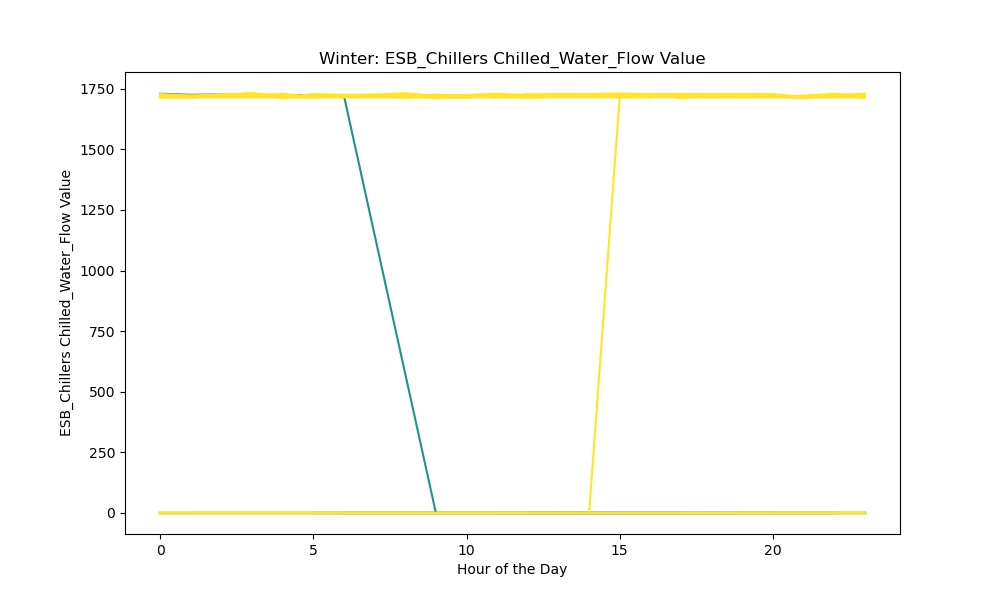 Winter: ESB_Chillers Chilled_Water_Flow Value
1750
1500
1250
1000
750
500
250
0
ESB_Chillers Chilled_Water_Flow Value
0 5 10 15 20
Hour of the Day